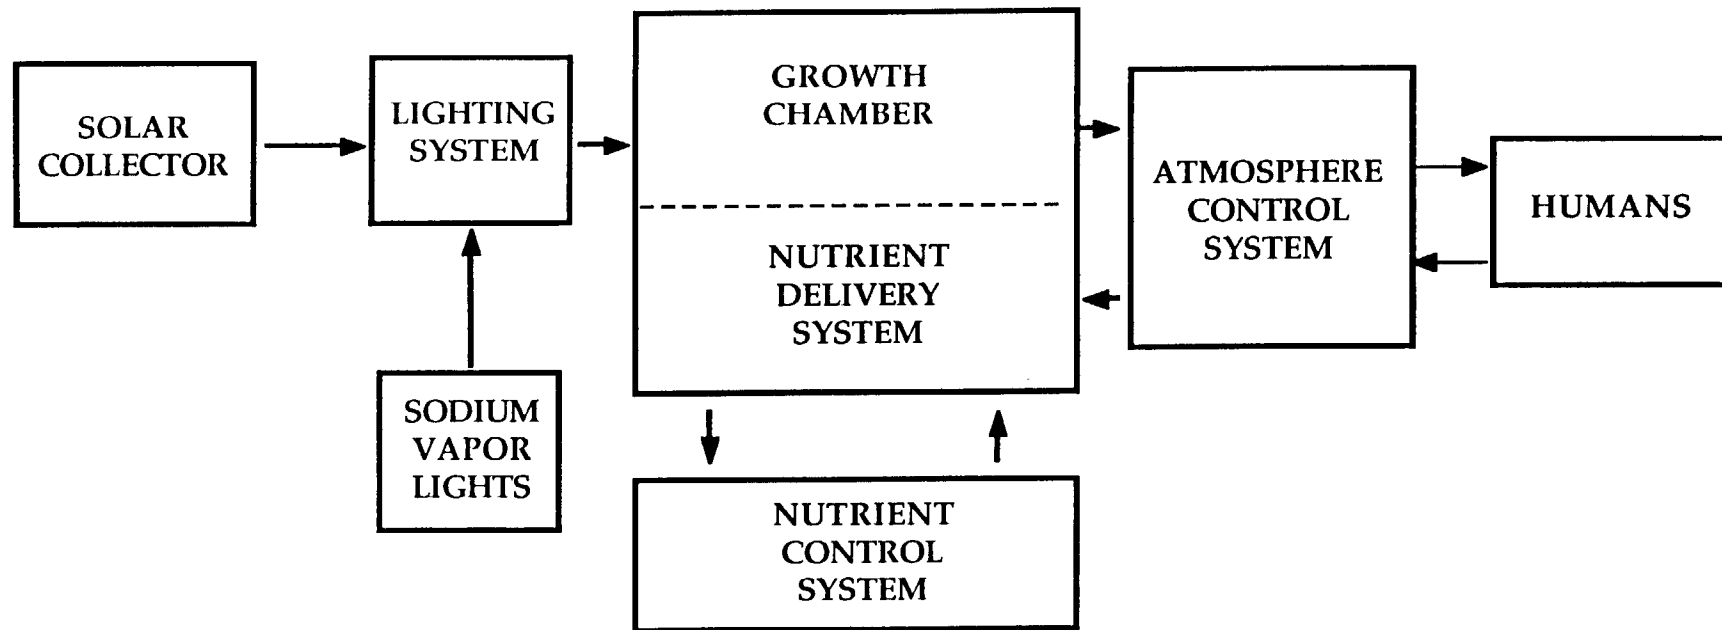 SOLAR
COLLECTOR
LIGHTING
SYSTEM
SODIUM
VAPOR
LIGHTS
GROWTH
CHAMBER
NUTRIENT
DELIVERY
SYSTEM
NUTRIENT
CONTROL
SYSTEM
ATMOSPHERE
CONTROL
SYSTEM
HUMANS